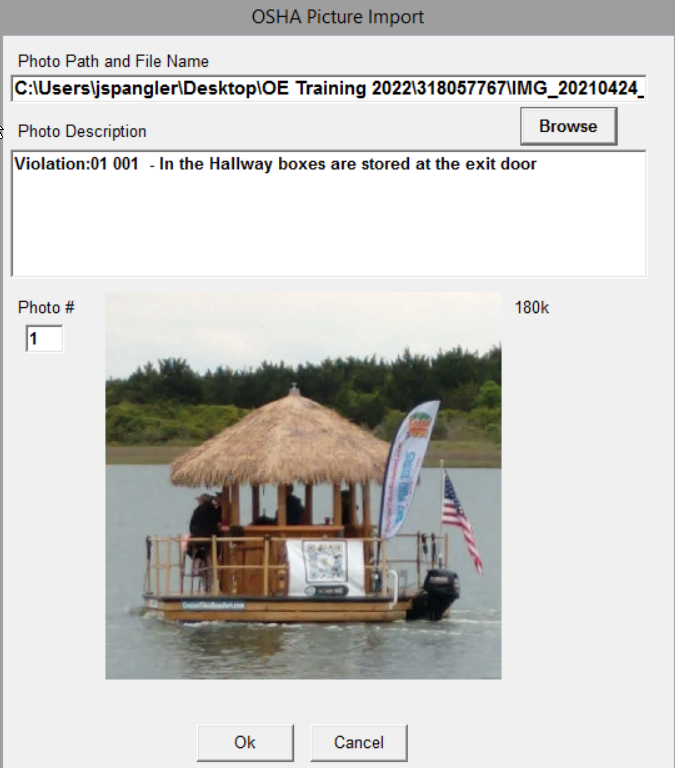 OSHA Picture Import
Photo Path and File Name
C:\Users\jspangler\Desktop\OE Training 2022\318057767\IMG_20210424_
Browse
Photo Description
Violation:01 001 - In the Hallway boxes are stored at the exit door
Photo #
180k
1
Ok
Cancel